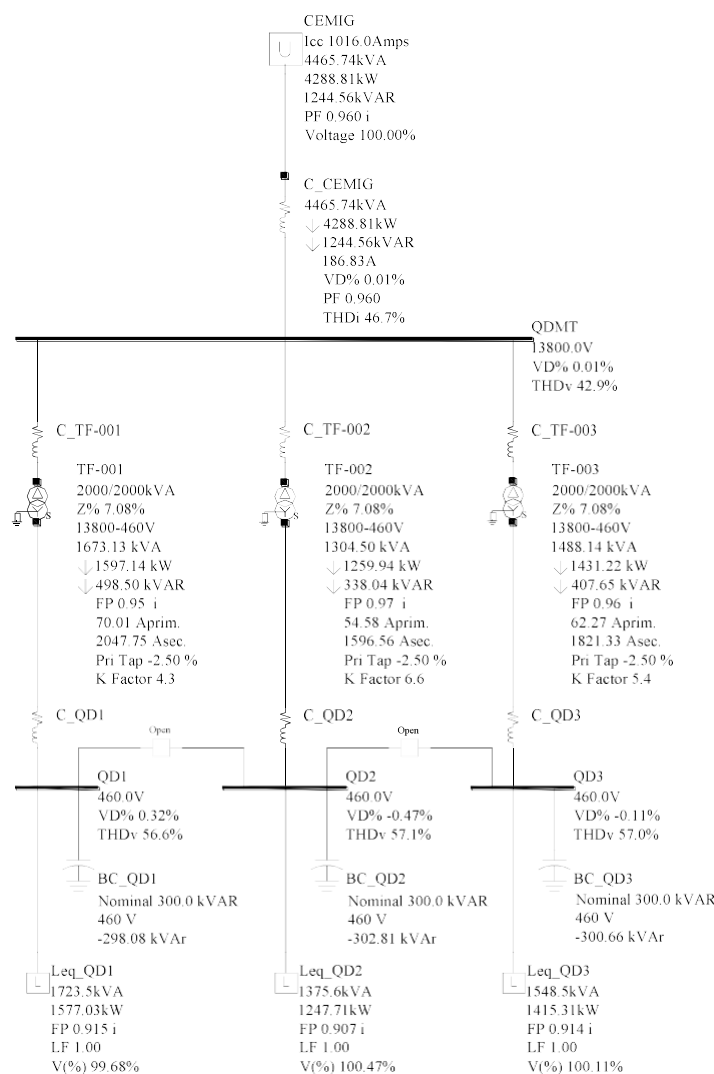 CEMIG
Icc 1016.0Amps
4465.74kVA
4288.81kW
1244.56kVAR
PF 0.960 i
Voltage 100.00%
U
C_CEMIG
4465.74kVA
4288.81kW
1244.56kVAR
186.83A
VD% 0.01%
PF 0.960
THDi 46.7%
QDMT
13800.0V
VD% 0.01%
THDv 42.9%
C_TF-001
TF-001
2000/2000kVA
Z% 7.08%
13800-460V
1673.13 kVA
1597.14 kW
498.50 kVAR
FP 0.95 i
70.01 Aprim.
2047.75 Asec.
Pri Tap -2.50 %
K Factor 4.3
S
C_TF-002
TF-002
2000/2000kVA
Z% 7.08%
13800-460V
1304.50 kVA
1259.94 kW
338.04 kVAR
FP 0.97 i
54.58 Aprim.
1596.56 Asec.
Pri Tap -2.50 %
K Factor 6.6
S
C_TF-003
TF-003
2000/2000kVA
Z% 7.08%
13800-460V
1488.14 kVA
1431.22 kW
407.65 kVAR
FP 0.96 i
62.27 Aprim.
1821.33 Asec.
Pri Tap -2.50 %
K Factor 5.4
S
C_QD1
Open
C_QD2
Open
C_QD3
QD1
460.0V
VD% 0.32%
THDv 56.6%
QD2
460.0V
VD% -0.47%
THDv 57.1%
QD3
460.0V
VD% -0.11%
THDv 57.0%
BC_QD1
Nominal 300.0 kVAR
460 V
-298.08 kVAr
BC_QD2
Nominal 300.0 kVAR
460 V
-302.81 kVAr
BC_QD3
Nominal 300.0 kVAR
460 V
-300.66 kVAr
L
Leq_QD1
1723.5kVA
1577.03kW
FP 0.915 i
LF 1.00
V(%) 99.68%
L
Leq_QD2
1375.6kVA
1247.71kW
FP 0.907 i
LF 1.00
V(%) 100.47%
L
Leq_QD3
1548.5kVA
1415.31kW
FP 0.914 i
LF 1.00
V(%) 100.11%